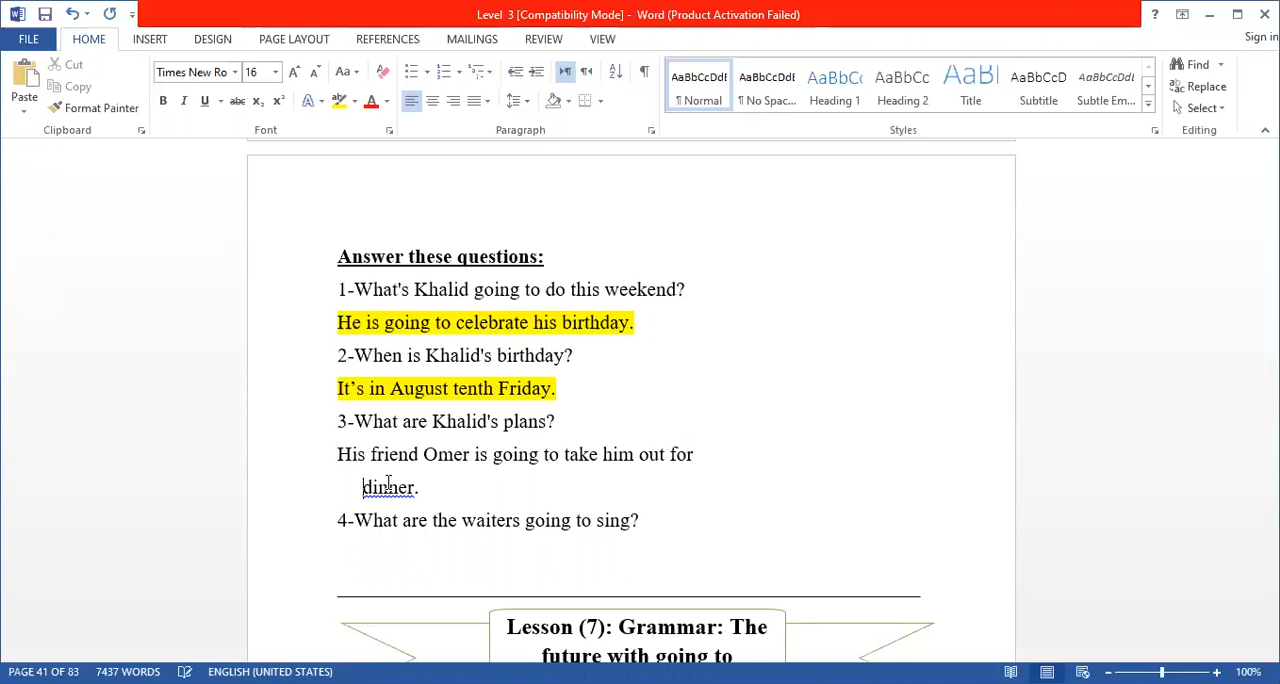 Level 3 [Compatibility Mode] - Word (Product Activation Failed)
FILE HOME INSERT DESIGN PAGE LAYOUT REFERENCES MAILINGS REVIEW VIEW Sign in
Cut
Copy
Format Painter
Paste
Clipboard
Times New Ro 16
Font
Paragraph
AaBbCcDdI AaBbCcDdI AaBbCc AaBbCcC AaBbl AaBbCcD AaBbCcDdI
¶ Normal ¶ No Spac... Heading 1 Heading 2 Title Subtitle Subtle Em...
Styles
Find
Replace
Select
Editing
Answer these questions:
1-What's Khalid going to do this weekend?
He is going to celebrate his birthday.
2-When is Khalid's birthday?
It’s in August tenth Friday.
3-What are Khalid's plans?
His friend Omer is going to take him out for
dinner.
4-What are the waiters going to sing?
Lesson (7): Grammar: The
future with going to
PAGE 41 OF 83 7437 WORDS ENGLISH (UNITED STATES) 100%